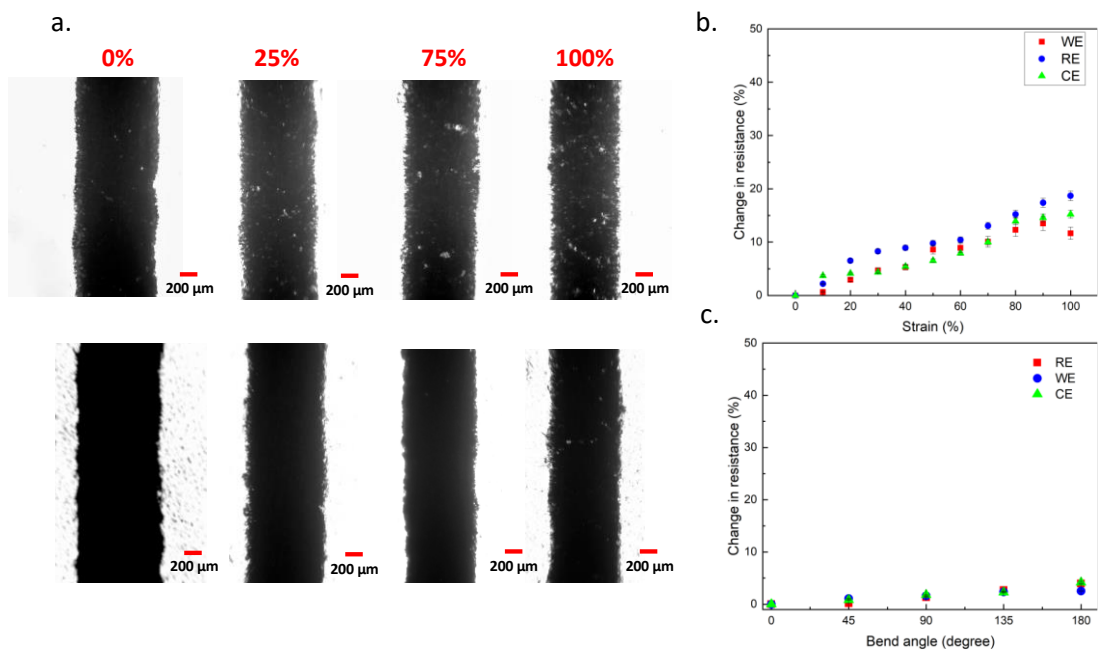 a.
0% 25% 75% 100%
200 µm 200 µm 200 µm 200 µm
200 µm 200 µm 200 µm 200 µm
b.
50
40
30
20
10
0
Change in resistance (%)
WE
RE
CE
0 20 40 60 80 100
Strain (%)
c.
50
40
30
20
10
0
Change in resistance (%)
RE
WE
CE
0 45 90 135 180
Bend angle (degree)